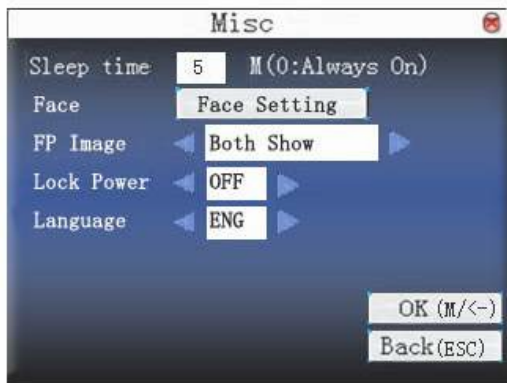 Misc
Sleep time 5 M(0:Always On)
Face Face Setting
FP Image Both Show
Lock Power OFF
Language ENG
OK (M/<-)
Back(ESC)